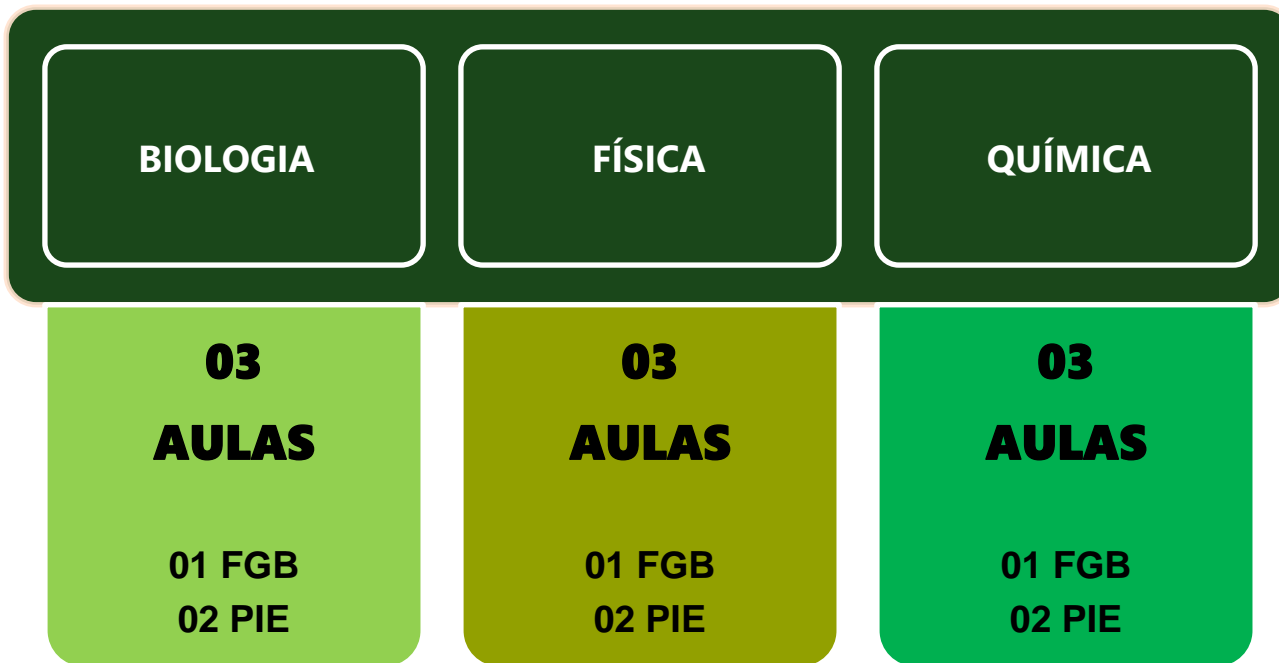 BIOLOGIA
03
AULAS
01 FGB
02 PIE
FÍSICA
03
AULAS
01 FGB
02 PIE
QUÍMICA
03
AULAS
01 FGB
02 PIE